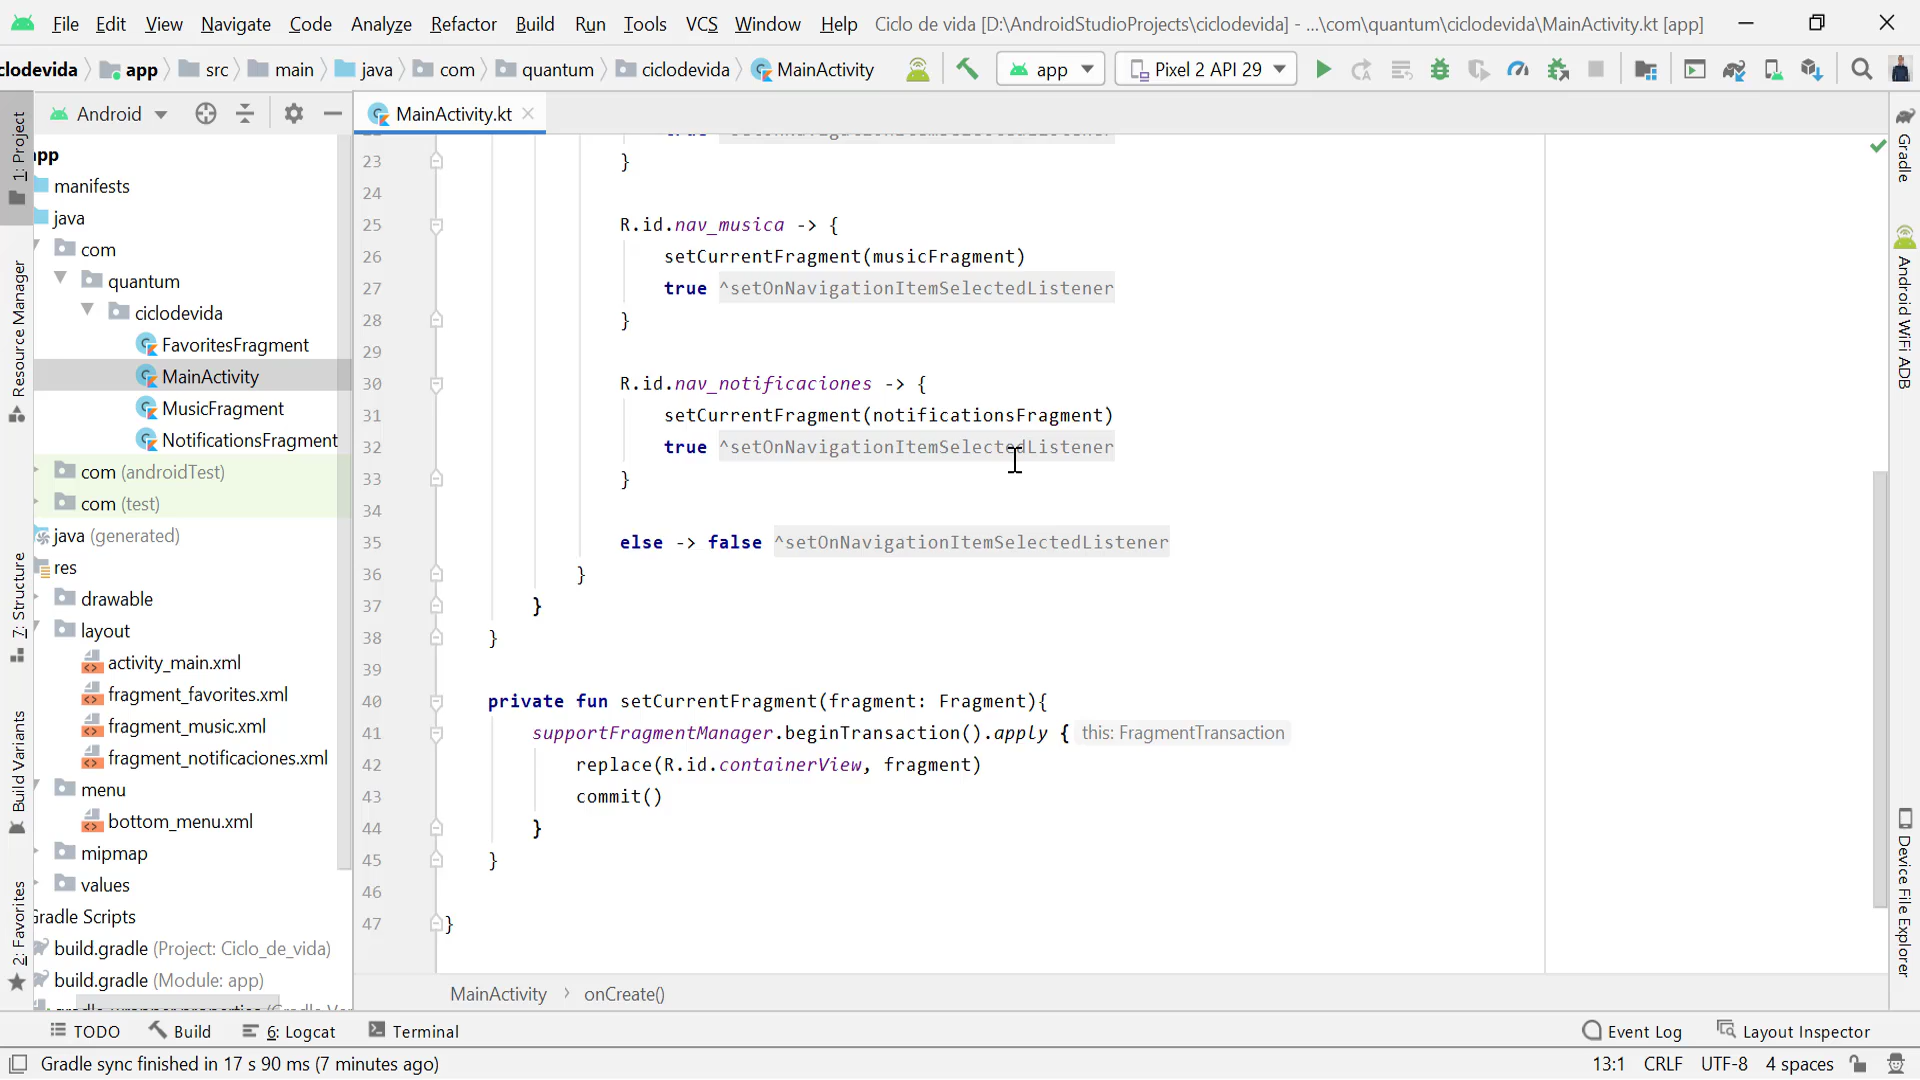 File Edit View Navigate Code Analyze Refactor Build Run Tools VCS Window Help Ciclo de vida [D:\AndroidStudioProjects\ciclodevida] - ...\com\quantum\ciclodevida\MainActivity.kt [app]
clodevida app src main java com quantum ciclodevida MainActivity app Pixel 2 API 29
Android MainActivity.kt
1: Project
Resource Manager
7: Structure
Build Variants
2: Favorites
app
manifests
java
com
quantum
ciclodevida
FavoritesFragment
MainActivity
MusicFragment
NotificationsFragment
com (androidTest)
com (test)
java (generated)
res
drawable
layout
activity_main.xml
fragment_favorites.xml
fragment_music.xml
fragment_notificaciones.xml
menu
bottom_menu.xml
mipmap
values
Gradle Scripts
build.gradle (Project: Ciclo_de_vida)
build.gradle (Module: app)
23 }
24
25 R.id.nav_musica -> {
26 setCurrentFragment(musicFragment)
27 true ^setOnNavigationItemSelectedListener
28 }
29
30 R.id.nav_notificaciones -> {
31 setCurrentFragment(notificationsFragment)
32 true ^setOnNavigationItemSelectedListener
33 }
34
35 else -> false ^setOnNavigationItemSelectedListener
36 }
37 }
38 }
39
40 private fun setCurrentFragment(fragment: Fragment){
41 supportFragmentManager.beginTransaction().apply { this: FragmentTransaction
42 replace(R.id.containerView, fragment)
43 commit()
44 }
45 }
46
47 }
MainActivity > onCreate()
Gradle
Android WiFi ADB
Device File Explorer
TODO Build 6: Logcat Terminal Event Log Layout Inspector
Gradle sync finished in 17 s 90 ms (7 minutes ago) 13:1 CRLF UTF-8 4 spaces